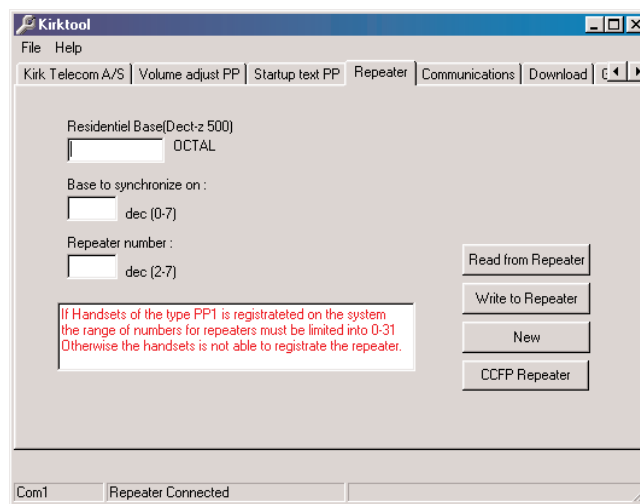 Kirktool
File Help
Kirk Telecom A/S Volume adjust PP Startup text PP Repeater Communications Download
Residentiel Base(Dect-z 500)
OCTAL
Base to synchronize on :
dec (0-7)
Repeater number :
dec (2-7)
If Handsets of the type PP1 is registrateted on the system
the range of numbers for repeaters must be limited into 0-31
Otherwise the handsets is not able to registrate the repeater.
Read from Repeater
Write to Repeater
New
CCFP Repeater
Com1 Repeater Connected